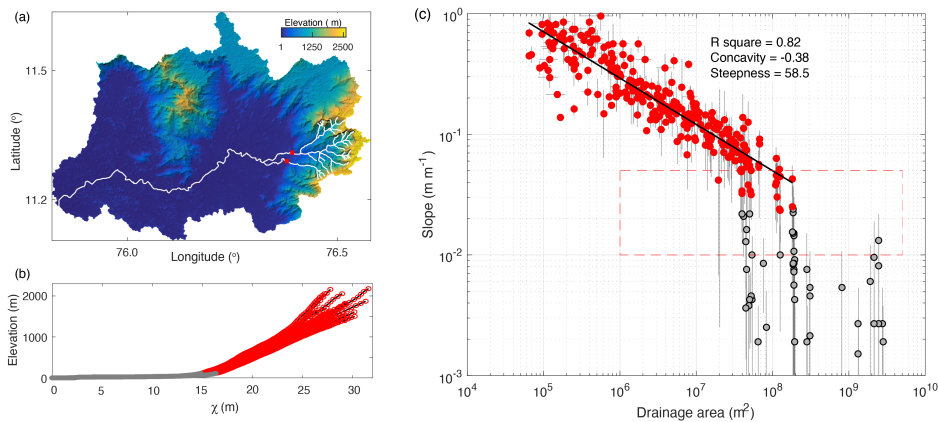 (a)
Elevation ( m)
1 1250 2500
11.5
11.2
Latitude (°)
76.0 76.5
Longitude (°)
(b)
2000
1000
0
Elevation (m)
0 5 10 15 20 25 30
χ (m)
(c)
R square = 0.82
Concavity = -0.38
Steepness = 58.5
10⁰
10⁻¹
10⁻²
10⁻³
Slope (m m⁻¹)
10⁴ 10⁵ 10⁶ 10⁷ 10⁸ 10⁹ 10¹⁰
Drainage area (m²)